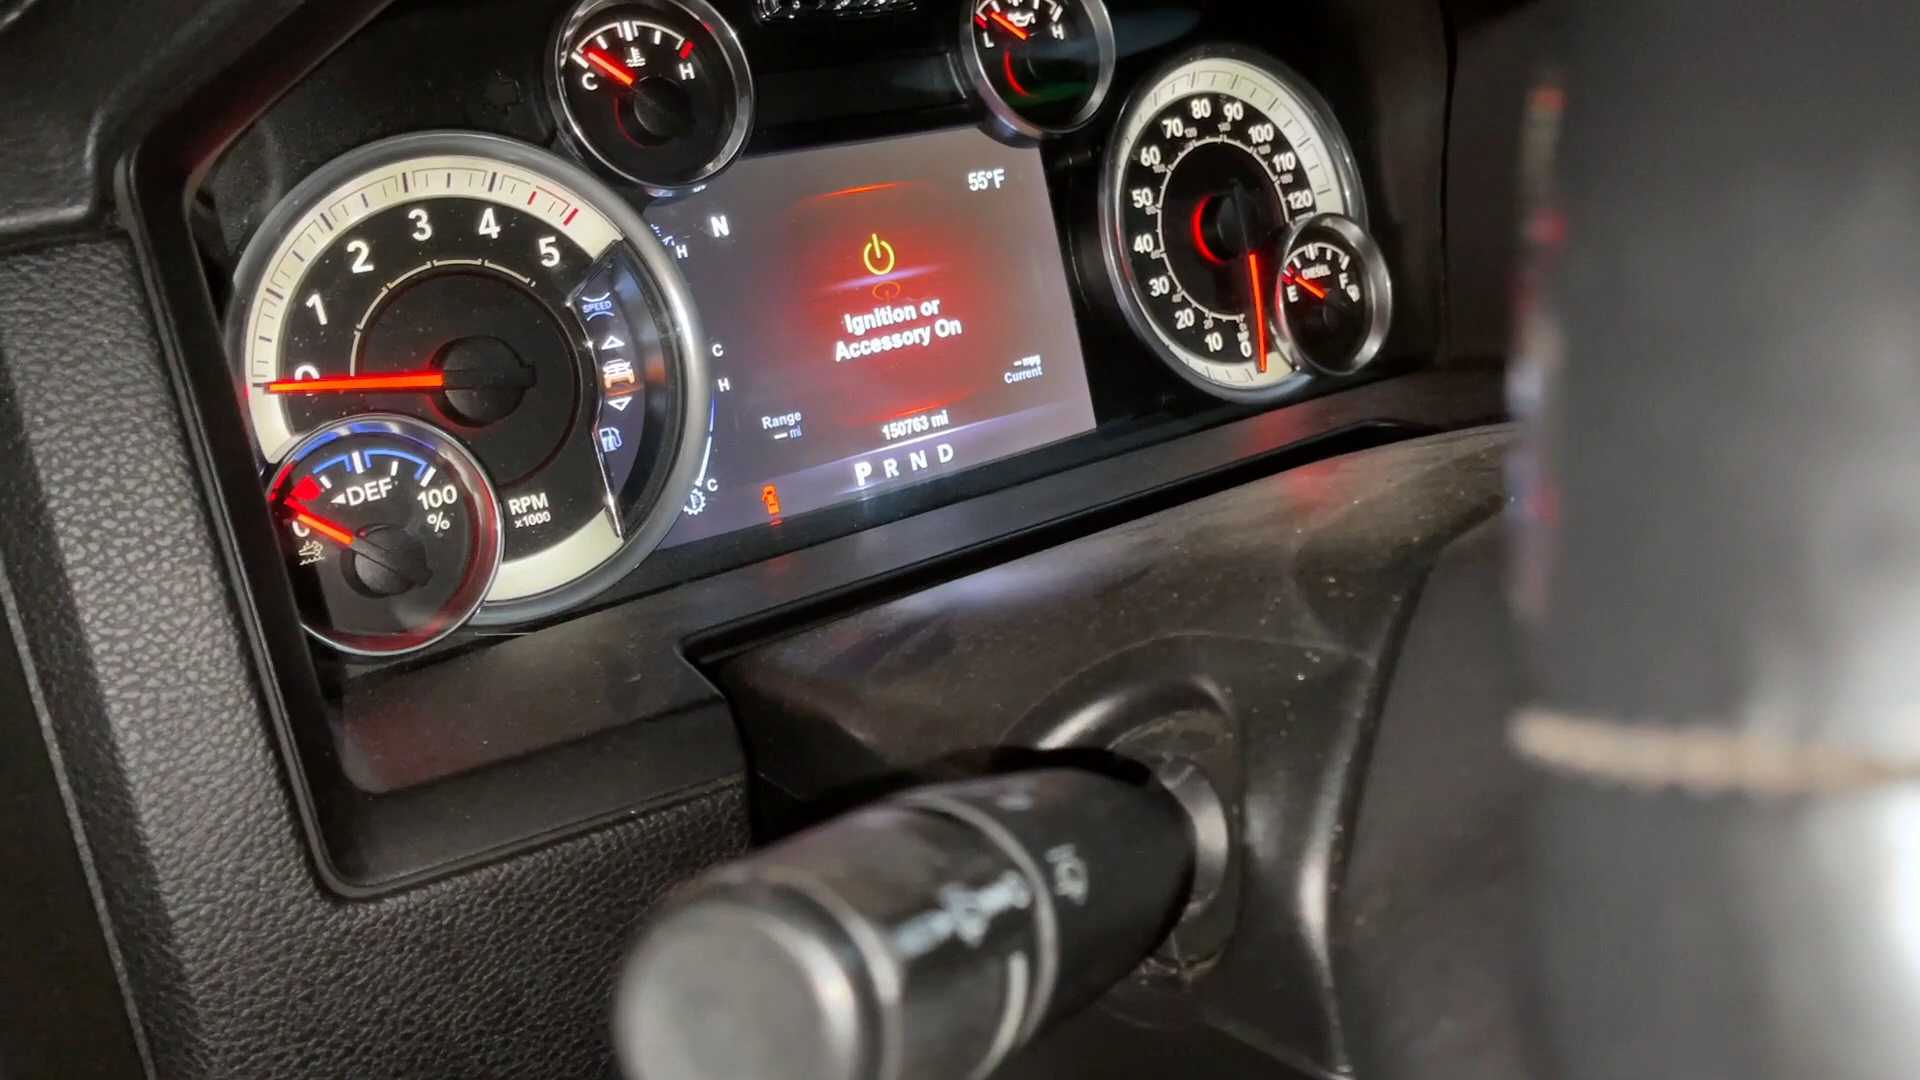 C H
L H
55°F
N
H
Ignition or
Accessory On
-- mpg
Current
C
H
Range
-- mi
150763 mi
P R N D
C
0 1 2 3 4 5
SPEED
RPM
x1000
DEF
0 100
%
0 10 20 30 40 50 60 70 80 90 100 110 120
DIESEL
E F